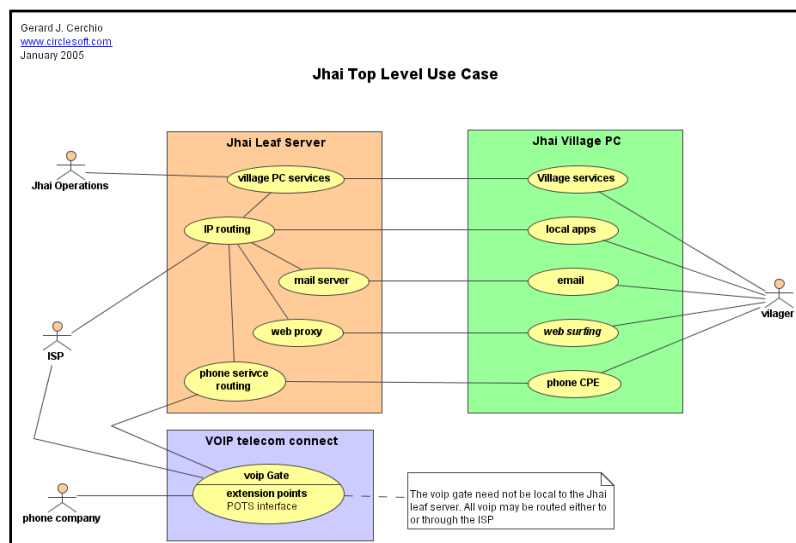 Gerard J. Cerchio
www.circlesoft.com
January 2005
Jhai Top Level Use Case
Jhai Leaf Server
Jhai Village PC
Jhai Operations
village PC services
Village services
IP routing
local apps
mail server
email
vilager
ISP
web proxy
web surfing
phone serivce
routing
phone CPE
VOIP telecom connect
voip Gate
extension points
POTS interface
phone company
The voip gate need not be local to the Jhai
leaf server. All voip may be routed either to
or through the ISP